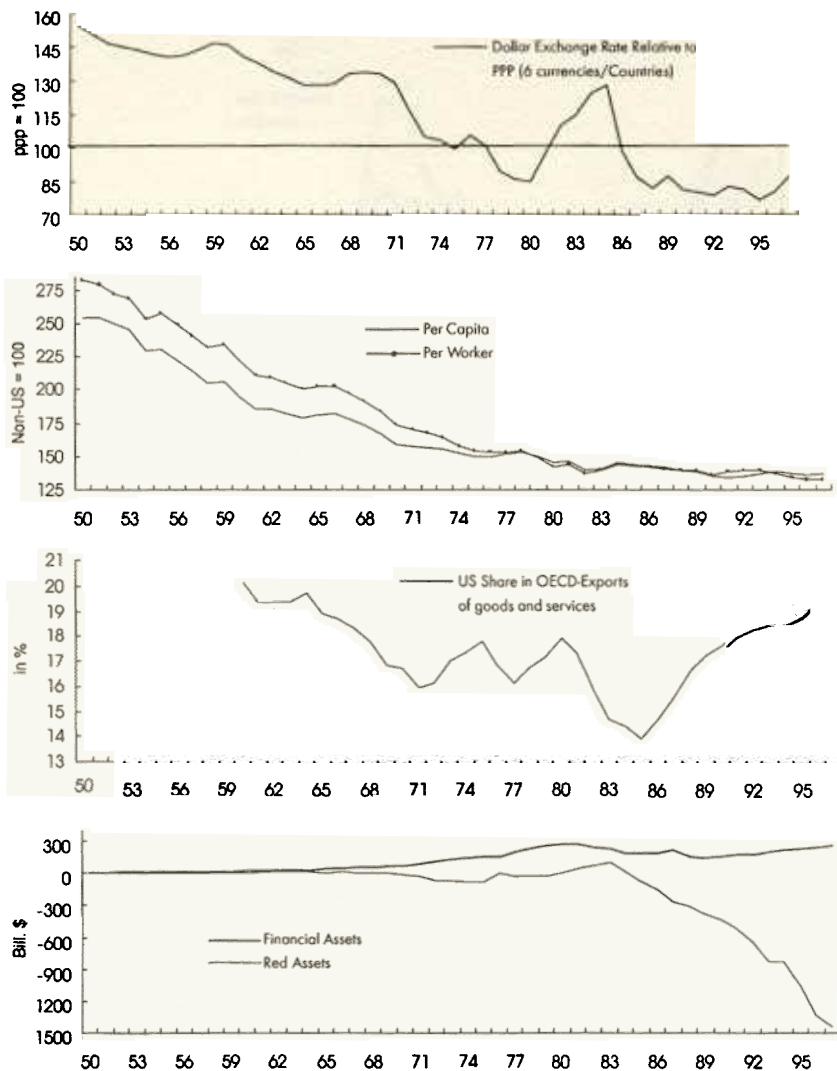 160
145
130
115
100
85
70
ppp = 100
Dollar Exchange Rate Relative to
PPP (6 currencies/Countries)
50 53 56 59 62 65 68 71 74 77 80 83 86 89 92 95
275
250
225
200
175
150
125
Non-US = 100
Per Capita
Per Worker
50 53 56 59 62 65 68 71 74 77 80 83 86 89 92 95
21
20
19
18
17
16
15
14
13
in %
US Share in OECD-Exports
of goods and services
50 53 56 59 62 65 68 71 74 77 80 83 86 89 92 95
300
0
-300
-600
-900
1200
1500
Bill. $
Financial Assets
Red Assets
50 53 56 59 62 65 68 71 74 77 80 83 86 89 92 95